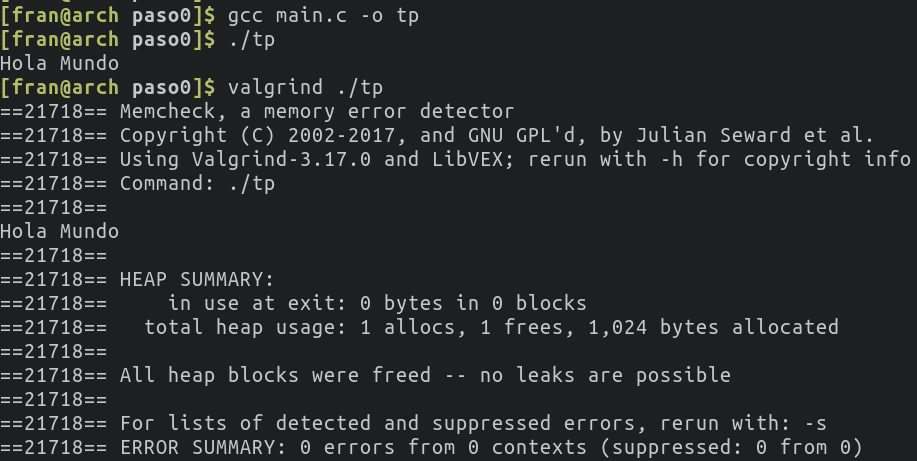 [fran@arch paso0]$ gcc main.c -o tp
[fran@arch paso0]$ ./tp
Hola Mundo
[fran@arch paso0]$ valgrind ./tp
==21718== Memcheck, a memory error detector
==21718== Copyright (C) 2002-2017, and GNU GPL'd, by Julian Seward et al.
==21718== Using Valgrind-3.17.0 and LibVEX; rerun with -h for copyright info
==21718== Command: ./tp
==21718==
Hola Mundo
==21718==
==21718== HEAP SUMMARY:
==21718==     in use at exit: 0 bytes in 0 blocks
==21718==   total heap usage: 1 allocs, 1 frees, 1,024 bytes allocated
==21718==
==21718== All heap blocks were freed -- no leaks are possible
==21718==
==21718== For lists of detected and suppressed errors, rerun with: -s
==21718== ERROR SUMMARY: 0 errors from 0 contexts (suppressed: 0 from 0)